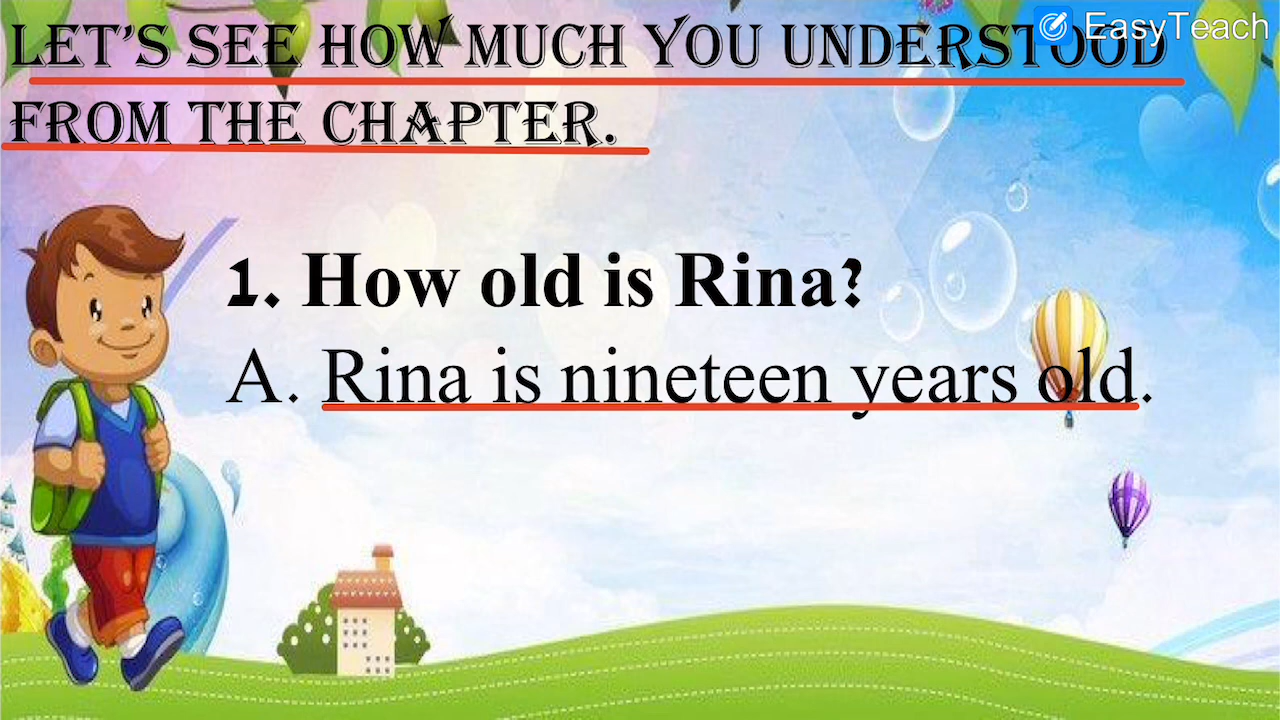 LET'S SEE HOW MUCH YOU UNDERSTOOD
EasyTeach
FROM THE CHAPTER.
1. How old is Rina?
A. Rina is nineteen years old.